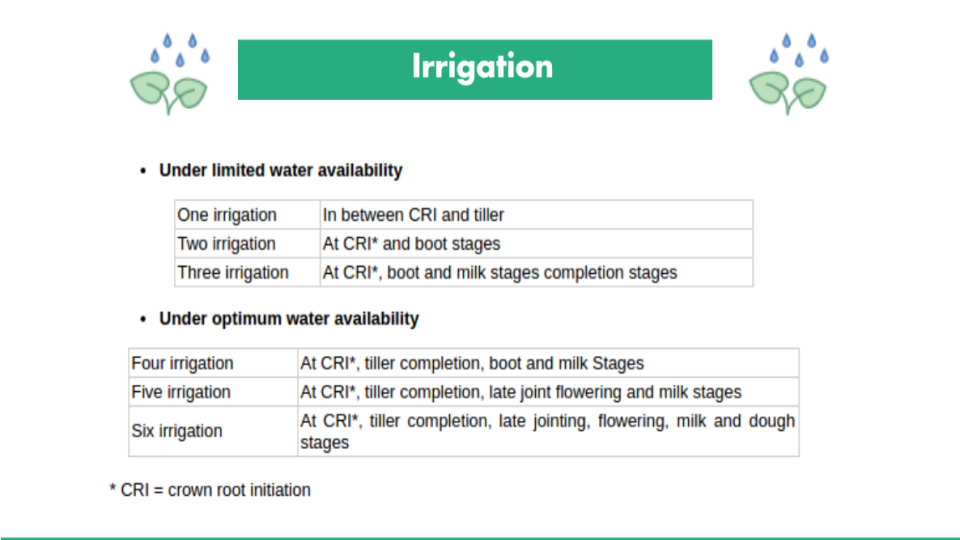 Irrigation
• Under limited water availability
One irrigation In between CRI and tiller
Two irrigation At CRI* and boot stages
Three irrigation At CRI*, boot and milk stages completion stages
• Under optimum water availability
Four irrigation At CRI*, tiller completion, boot and milk Stages
Five irrigation At CRI*, tiller completion, late joint flowering and milk stages
Six irrigation At CRI*, tiller completion, late jointing, flowering, milk and dough
stages
* CRI = crown root initiation